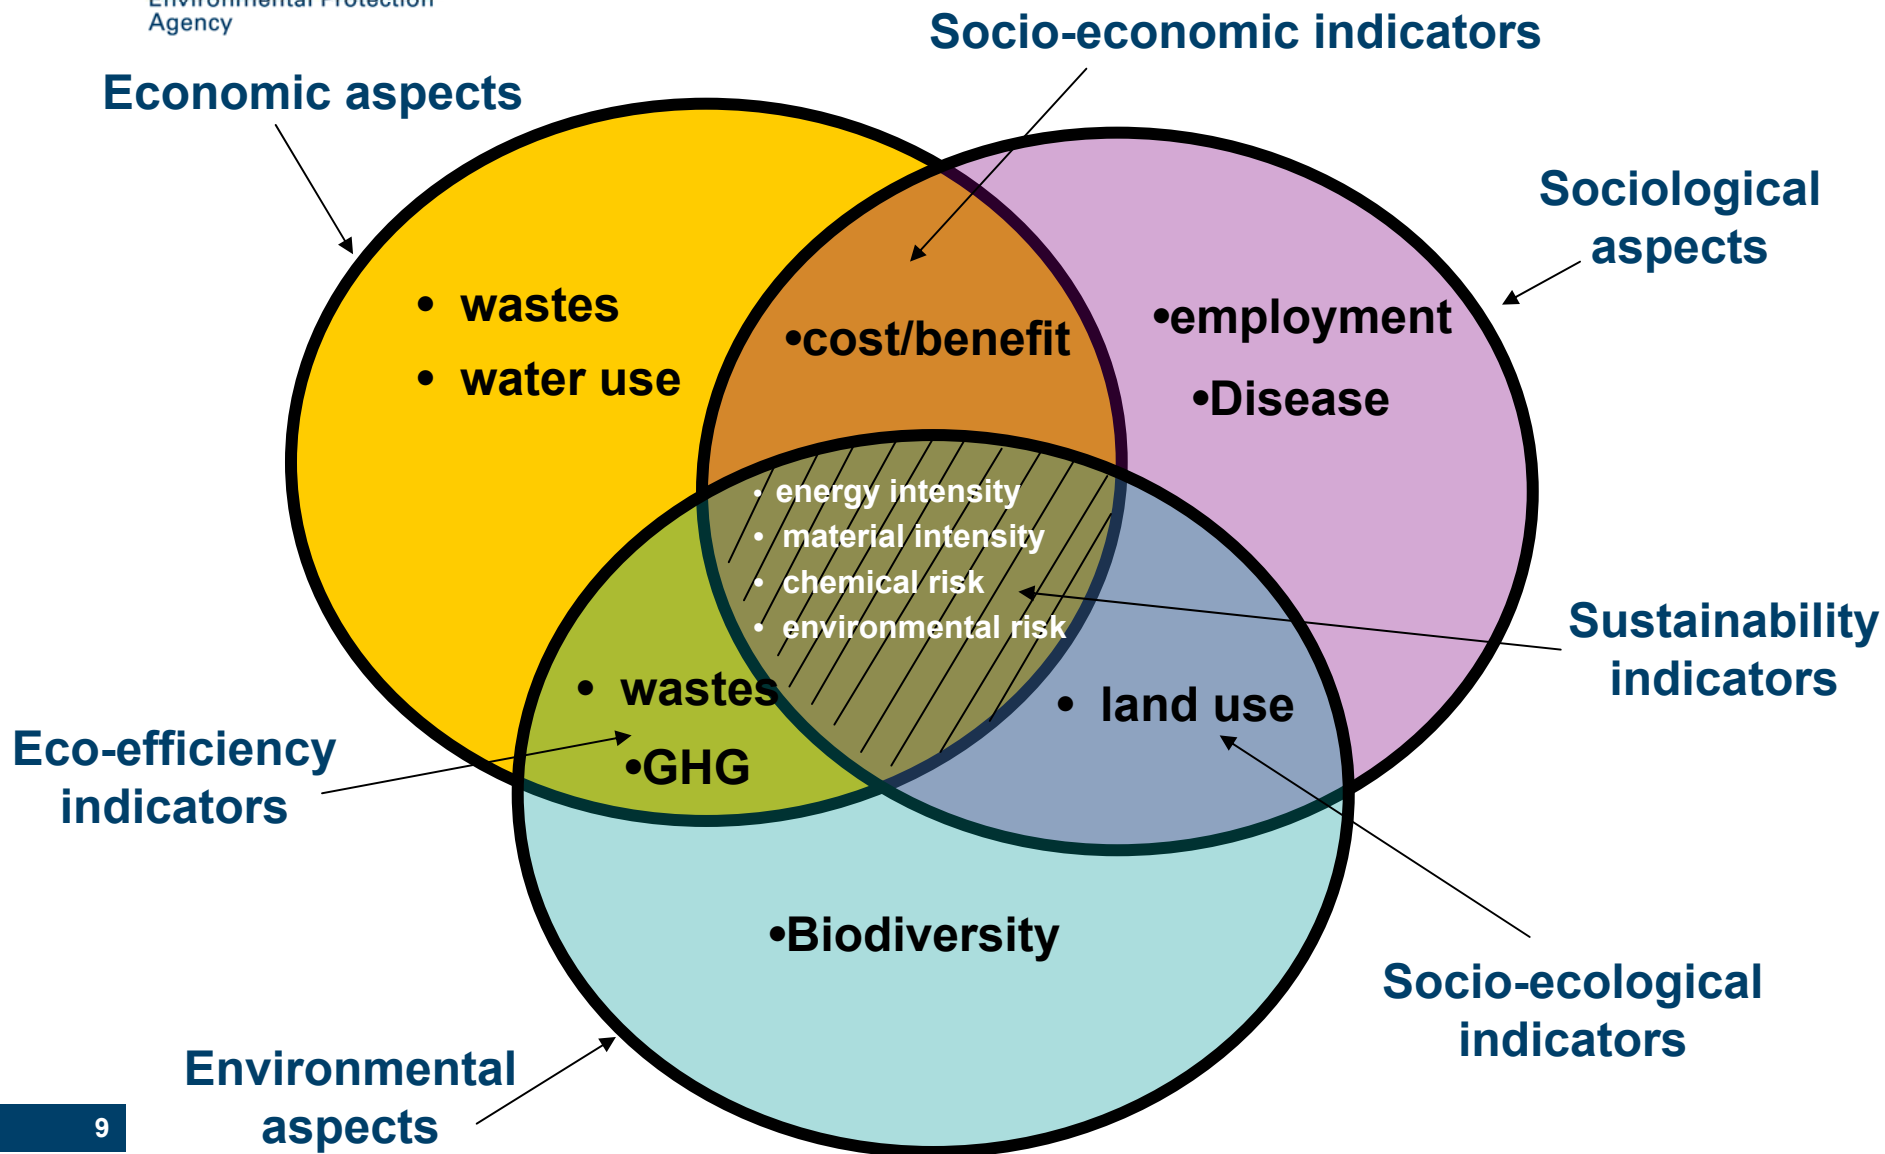 Environmental Protection
Agency
Socio-economic indicators
Economic aspects
Sociological
aspects
• wastes
• water use
•cost/benefit
•employment
•Disease
• energy intensity
• material intensity
• chemical risk
• environmental risk
Sustainability
indicators
• wastes
•GHG
• land use
Eco-efficiency
indicators
•Biodiversity
Socio-ecological
indicators
Environmental
aspects
9